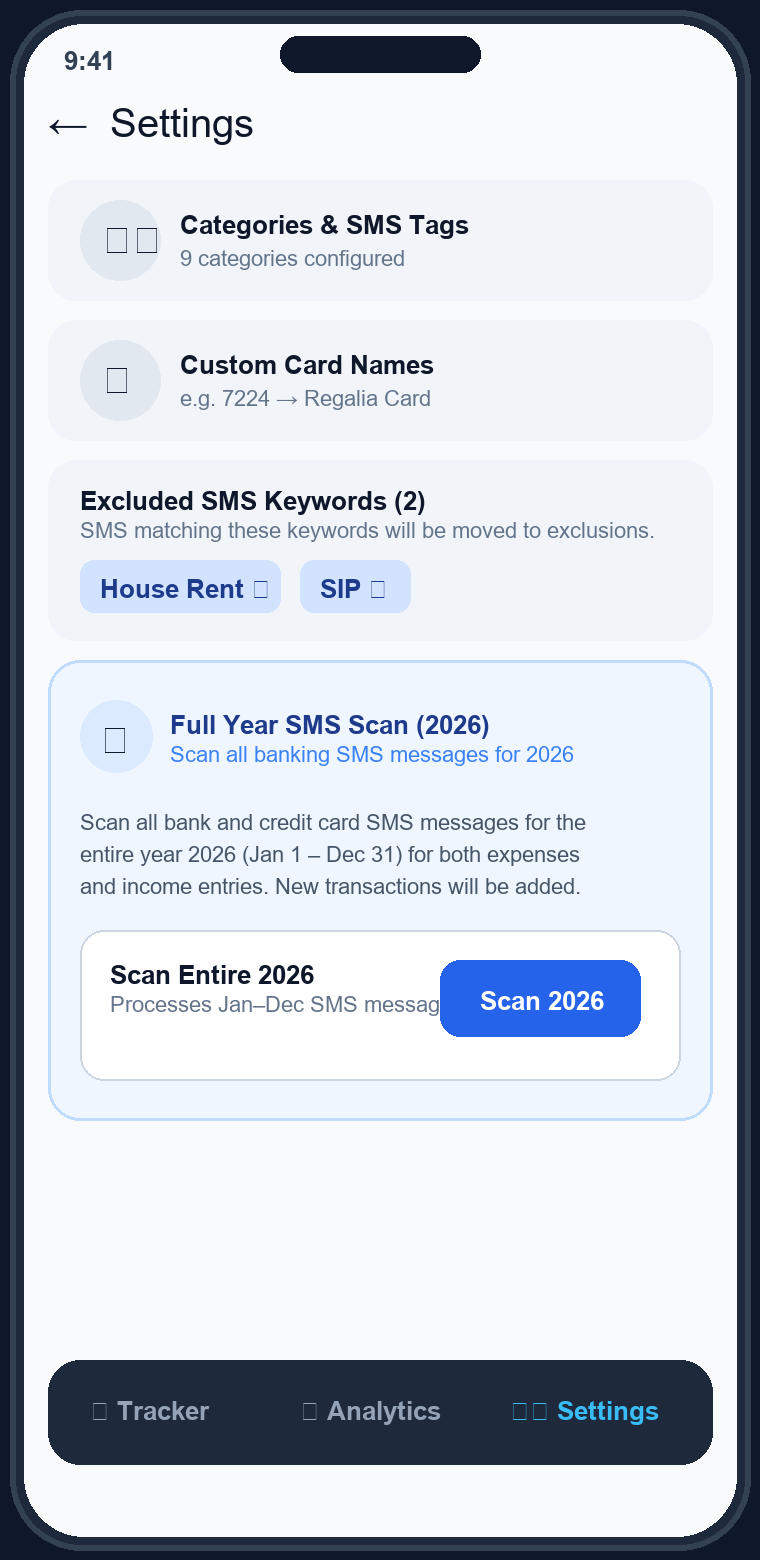 9:41
← Settings
Categories & SMS Tags
9 categories configured
Custom Card Names
e.g. 7224 → Regalia Card
Excluded SMS Keywords (2)
SMS matching these keywords will be moved to exclusions.
House Rent SIP
Full Year SMS Scan (2026)
Scan all banking SMS messages for 2026
Scan all bank and credit card SMS messages for the
entire year 2026 (Jan 1 – Dec 31) for both expenses
and income entries. New transactions will be added.
Scan Entire 2026
Processes Jan–Dec SMS messag
Scan 2026
Tracker Analytics Settings